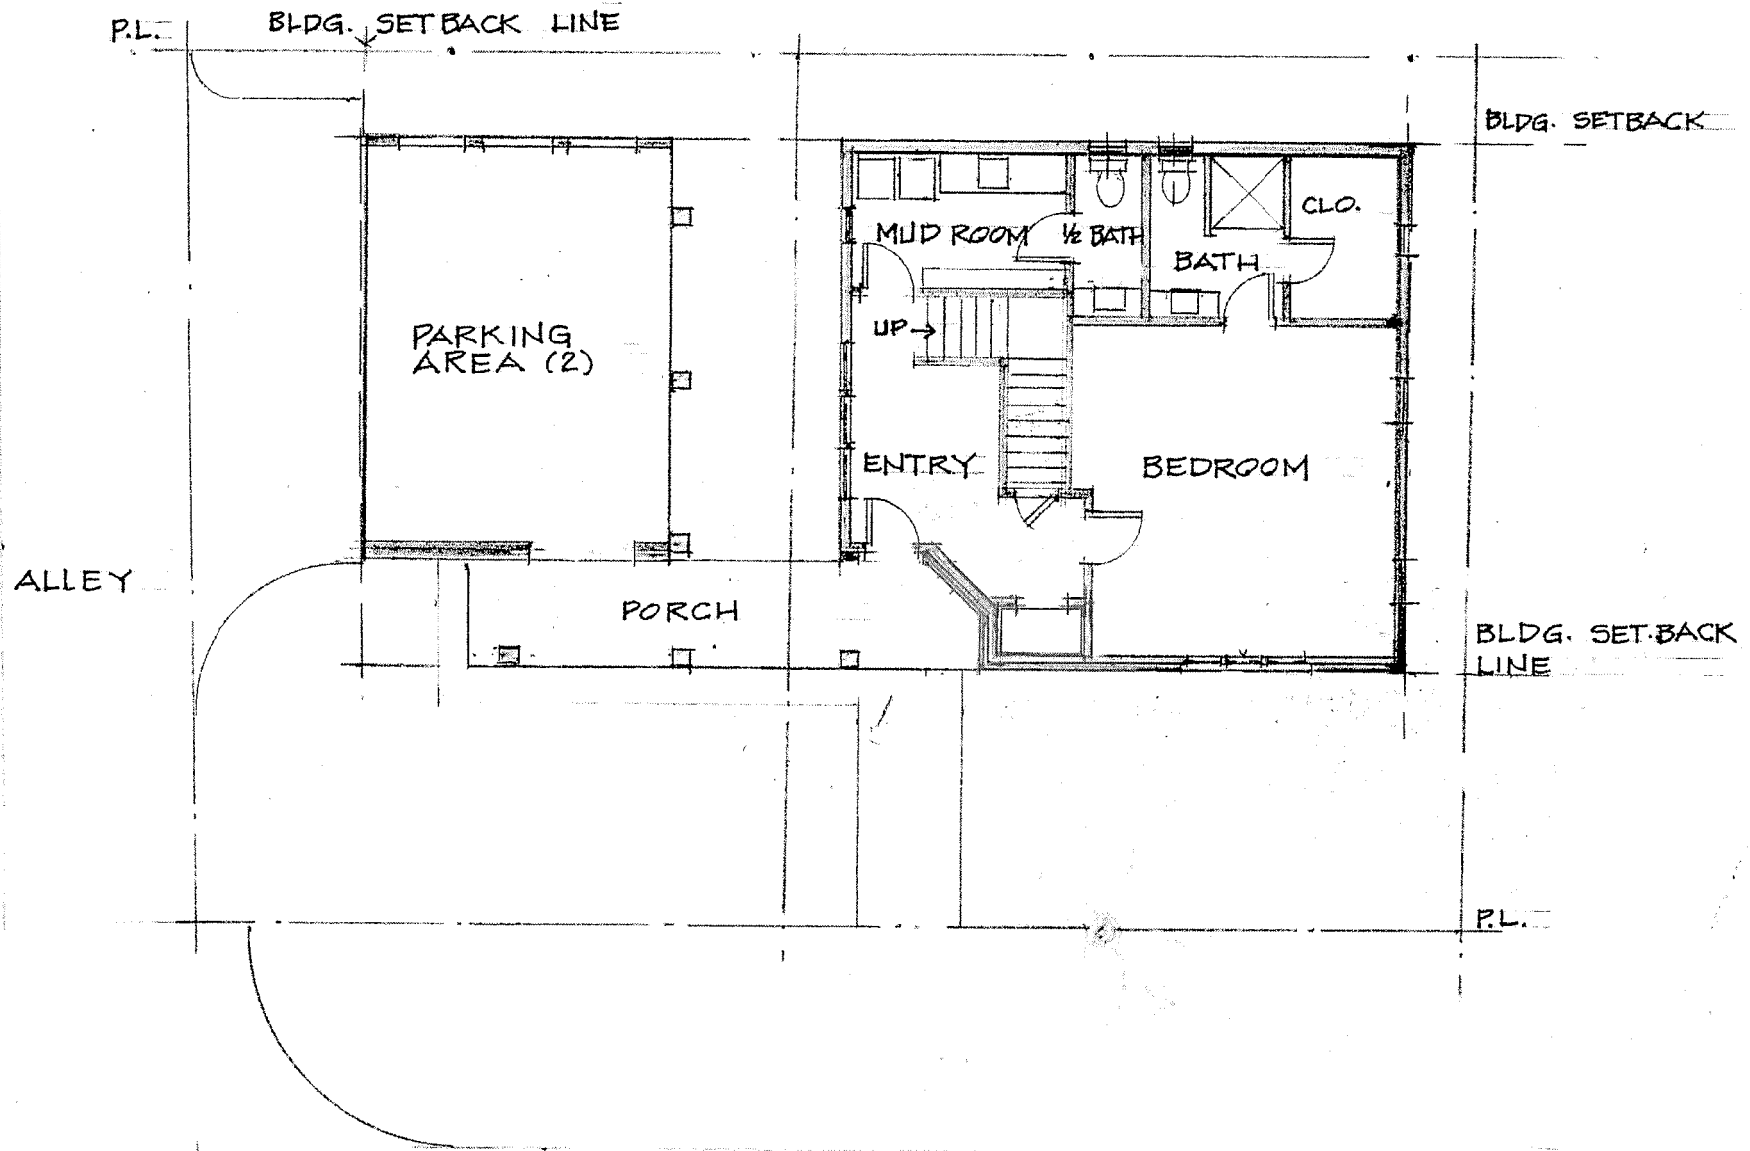 P.L.
BLDG. SETBACK LINE
BLDG. SETBACK
CLO.
MUD ROOM
½ BATH
BATH
UP→
PARKING
AREA (2)
ENTRY
BEDROOM
ALLEY
PORCH
BLDG. SET.BACK
LINE
P.L.